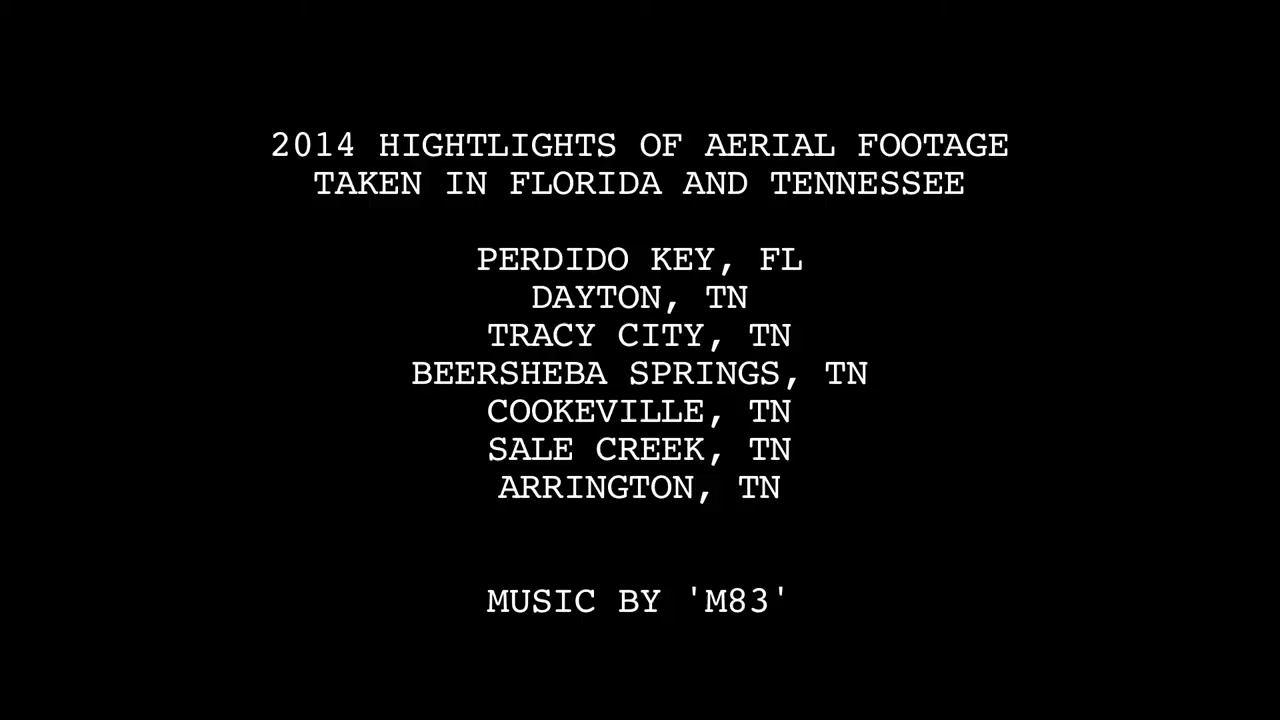 2014 HIGHTLIGHTS OF AERIAL FOOTAGE
TAKEN IN FLORIDA AND TENNESSEE
PERDIDO KEY, FL
DAYTON, TN
TRACY CITY, TN
BEERSHEBA SPRINGS, TN
COOKEVILLE, TN
SALE CREEK, TN
ARRINGTON, TN
MUSIC BY 'M83'